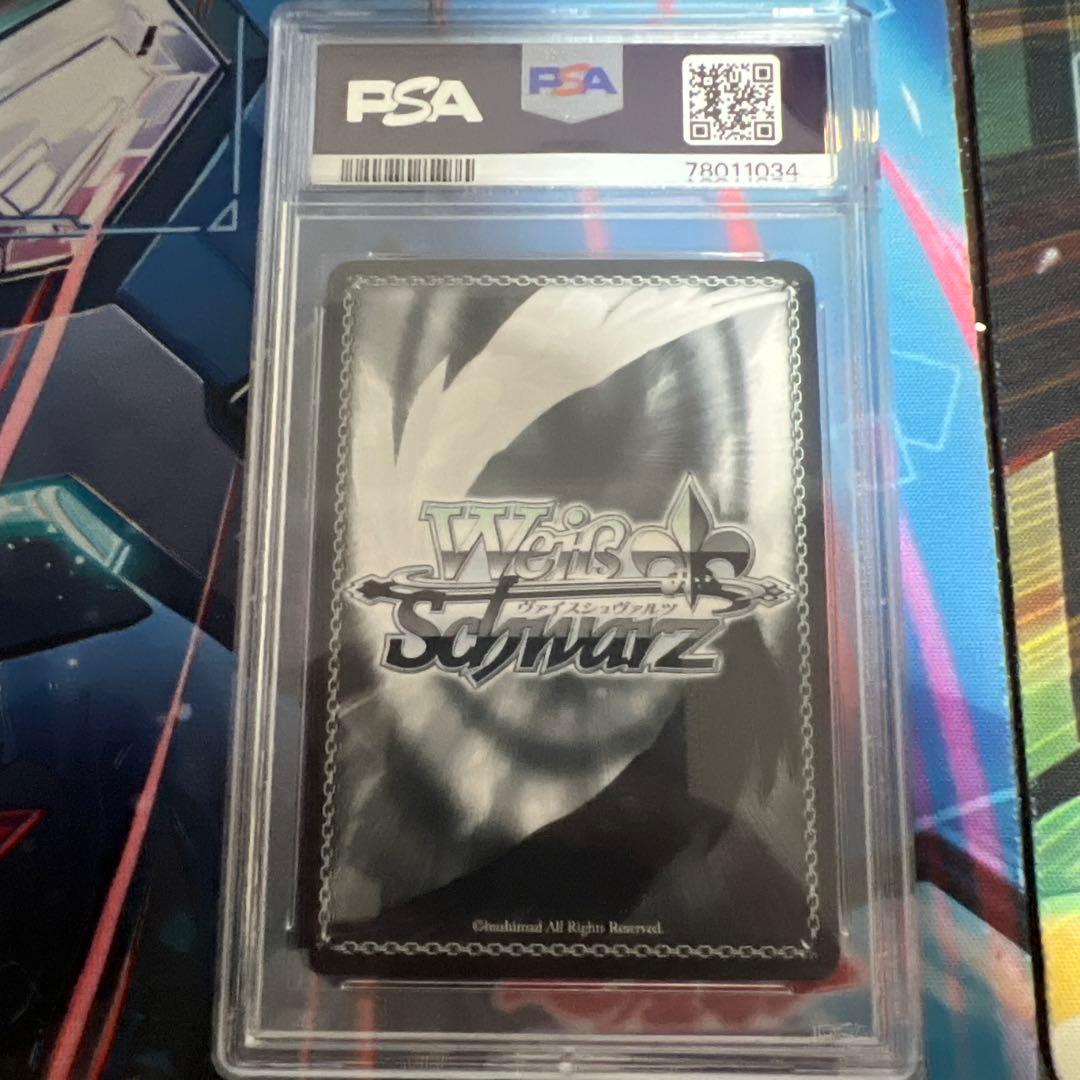 PSA
PSA
78011034
Weiß
ヴァイスシュヴァルツ
Schwarz
©bushiroad All Rights Reserved.